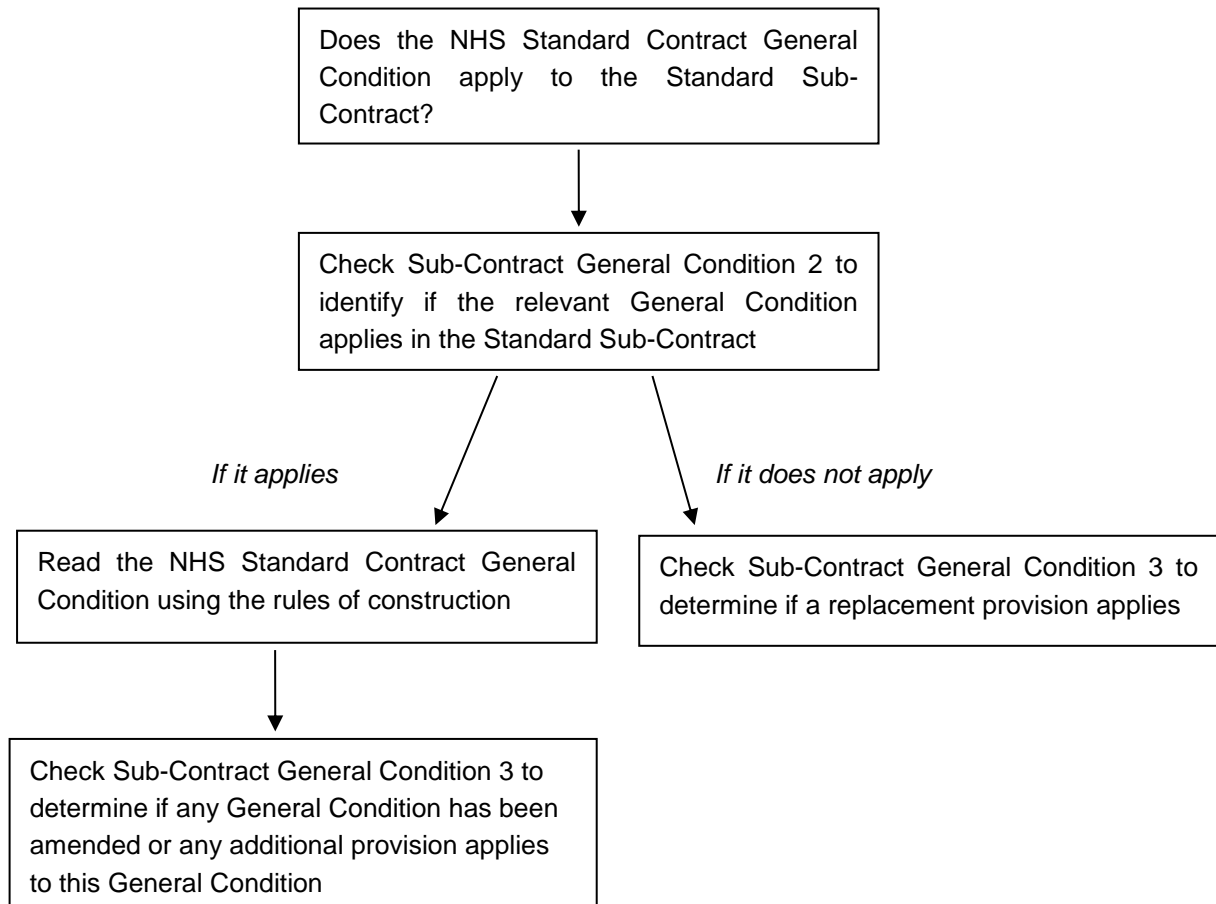 Does the NHS Standard Contract General
Condition apply to the Standard Sub-
Contract?
Check Sub-Contract General Condition 2 to
identify if the relevant General Condition
applies in the Standard Sub-Contract
If it applies
If it does not apply
Read the NHS Standard Contract General
Condition using the rules of construction
Check Sub-Contract General Condition 3 to
determine if a replacement provision applies
Check Sub-Contract General Condition 3 to
determine if any General Condition has been
amended or any additional provision applies
to this General Condition